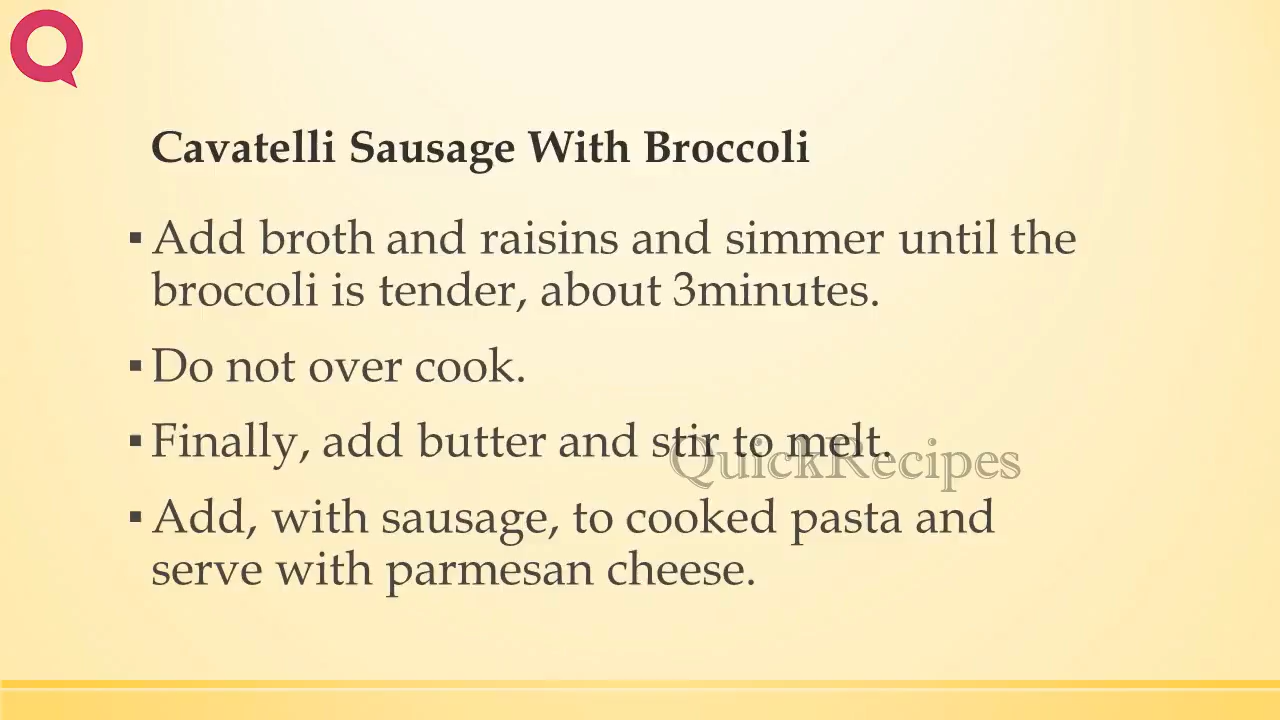 Cavatelli Sausage With Broccoli
▪ Add broth and raisins and simmer until the
broccoli is tender, about 3minutes.
▪ Do not over cook.
▪ Finally, add butter and stir to melt.
QuickRecipes
▪ Add, with sausage, to cooked pasta and
serve with parmesan cheese.